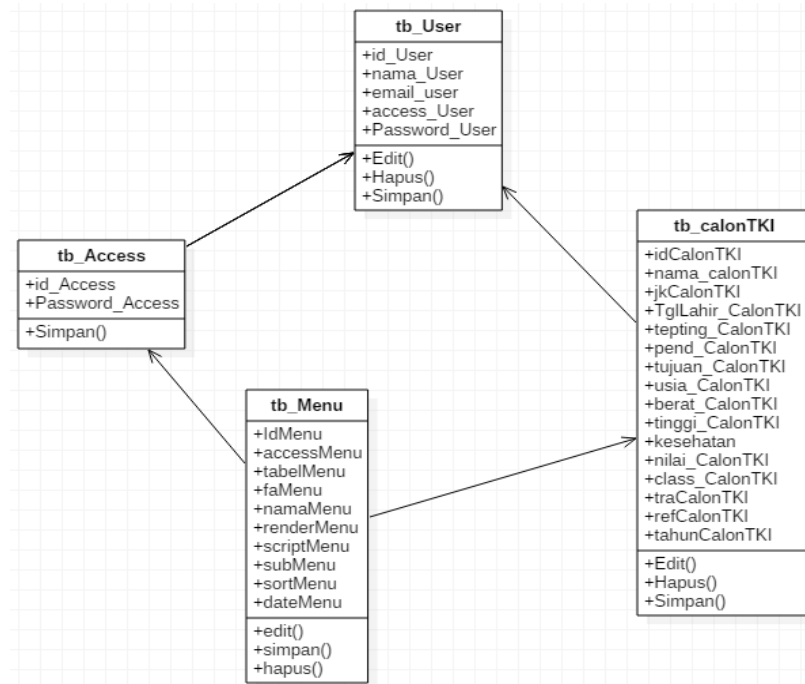 tb_User
+id_User
+nama_User
+email_user
+access_User
+Password_User
+Edit()
+Hapus()
+Simpan()
tb_Access
+id_Access
+Password_Access
+Simpan()
tb_Menu
+IdMenu
+accessMenu
+tabelMenu
+faMenu
+namaMenu
+renderMenu
+scriptMenu
+subMenu
+sortMenu
+dateMenu
+edit()
+simpan()
+hapus()
tb_calonTKI
+idCalonTKI
+nama_calonTKI
+jkCalonTKI
+TglLahir_CalonTKI
+tepting_CalonTKI
+pend_CalonTKI
+tujuan_CalonTKI
+usia_CalonTKI
+berat_CalonTKI
+tinggi_CalonTKI
+kesehatan
+nilai_CalonTKI
+class_CalonTKI
+traCalonTKI
+refCalonTKI
+tahunCalonTKI
+Edit()
+Hapus()
+Simpan()